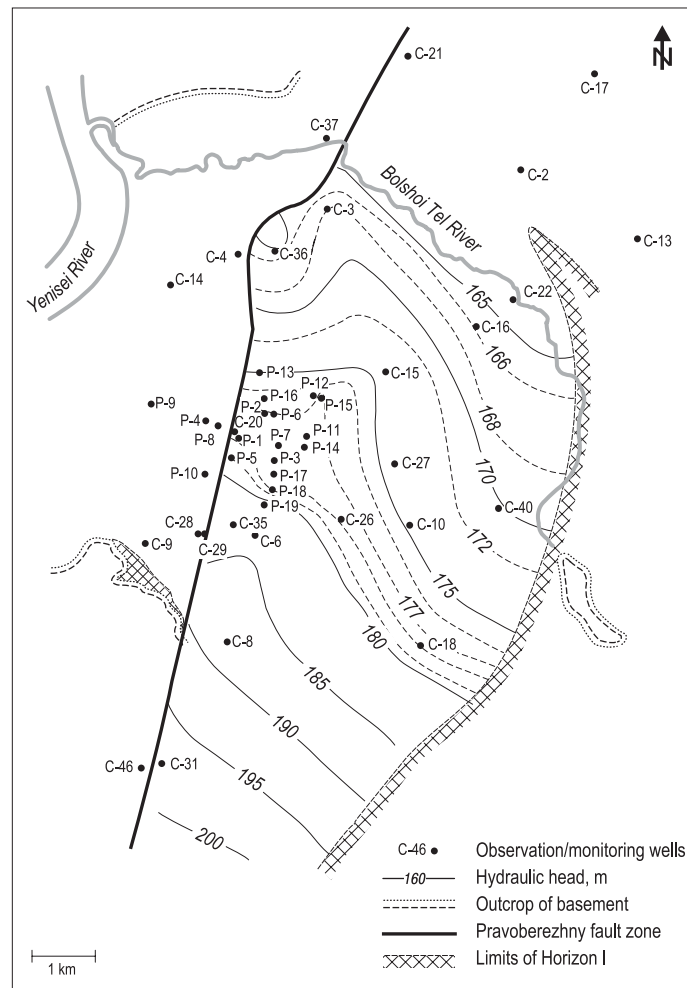 N
C-21
C-17
C-37
C-2
Bolshoi Tel River
C-3
C-13
C-4
C-36
Yenisei River
C-14
165
C-22
C-16
166
P-13
P-12
C-15
168
P-9
P-16
P-2
P-15
P-4
C-20
P-6
P-8
P-1
P-11
170
P-7
P-14
P-5
P-3
C-27
P-10
P-17
P-18
P-19
C-40
C-28
C-35
C-26
C-10
172
C-9
C-29
C-6
175
177
180
C-8
C-18
185
190
C-46
C-31
195
200
C-46 Observation/monitoring wells
160 Hydraulic head, m
Outcrop of basement
Pravoberezhny fault zone
Limits of Horizon I
1 km